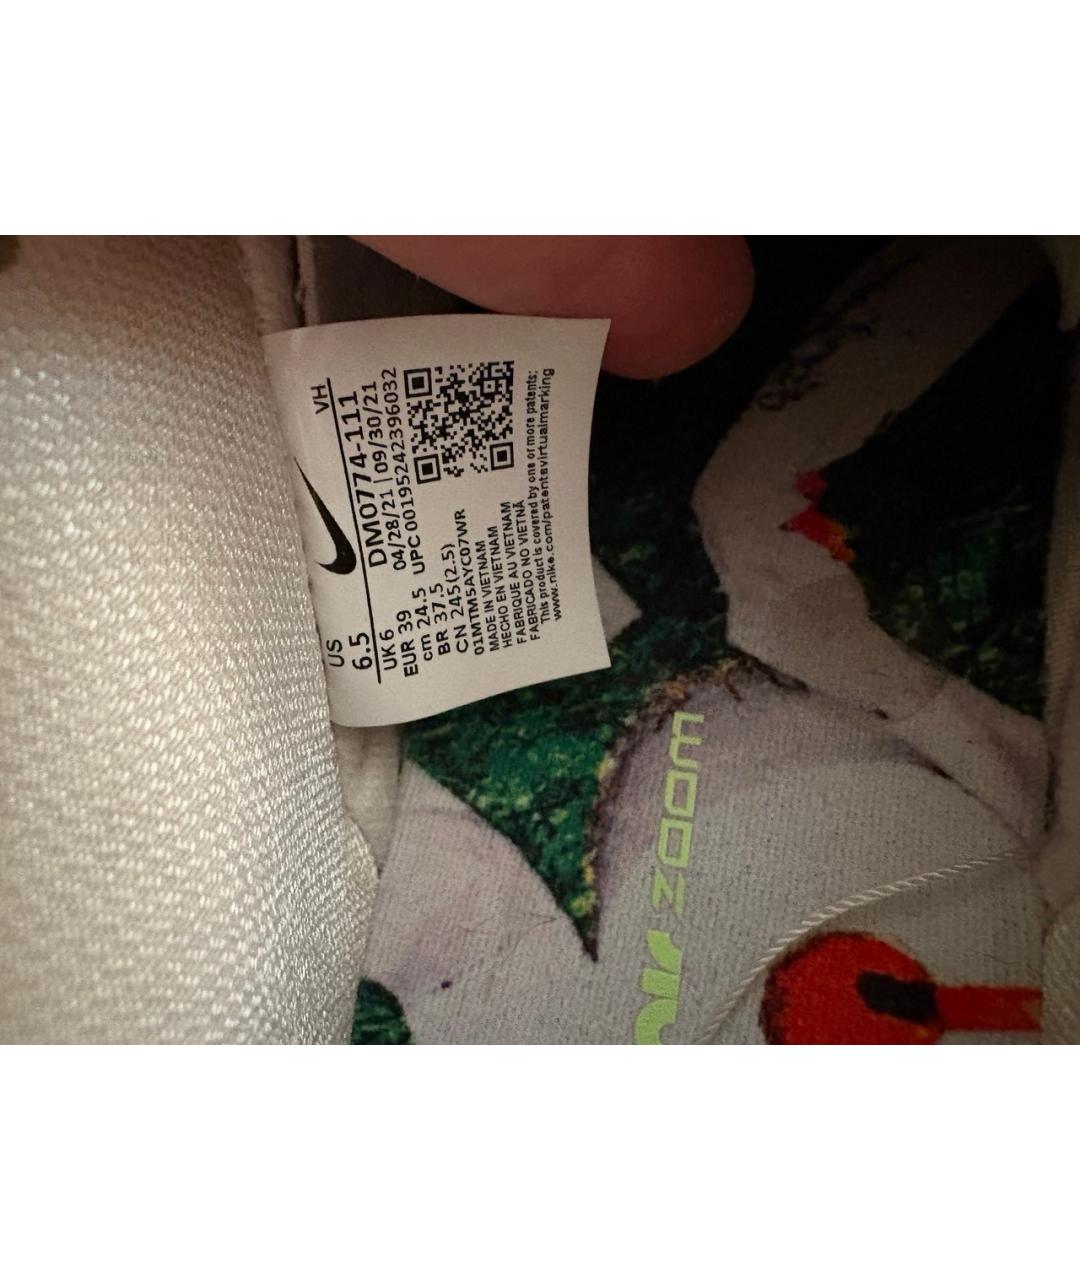 US VH
6.5 DM0774-111
UK 6 04/28/21 | 09/30/21
EUR 39 UPC 00195242396032
cm 24.5
BR 37.5
CN 245(2.5)
01MTM5AYC07WR
MADE IN VIETNAM
HECHO EN VIETNAM
FABRIQUE AU VIETNAM
FABRICADO NO VIETNÃ
This product is covered by one or more patents;
www.nike.com/patentsvirtualmarking
ZOOM